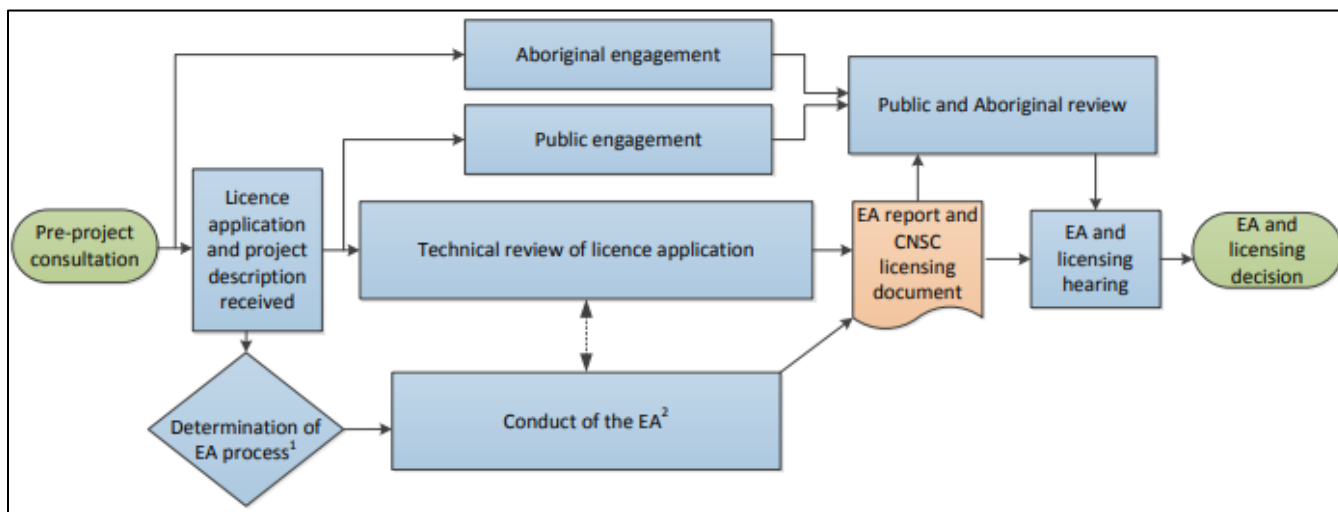 Aboriginal engagement
Public engagement
Public and Aboriginal review
Pre-project
consultation
Licence
application
and project
description
received
Technical review of licence application
EA report and
CNSC
licensing
document
EA and
licensing
hearing
EA and
licensing
decision
Determination of
EA process¹
Conduct of the EA²